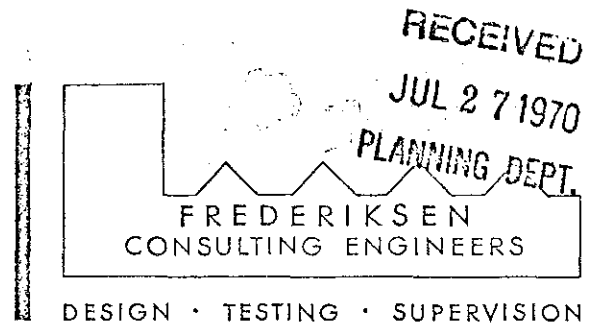 RECEIVED
JUL 27 1970
PLANNING DEPT.
FREDERIKSEN
CONSULTING ENGINEERS
DESIGN · TESTING · SUPERVISION